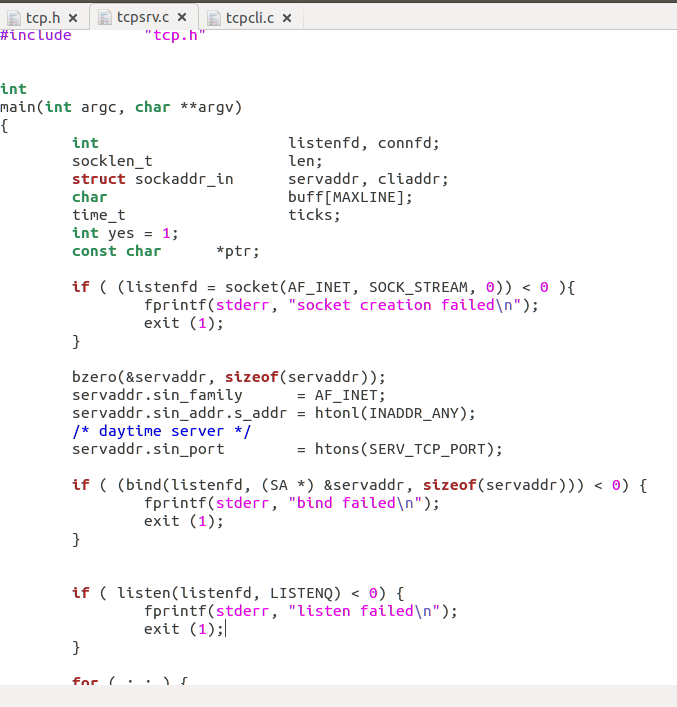 tcp.h × tcpsrv.c × tcpcli.c ×
#include        "tcp.h"
int
main(int argc, char **argv)
{
        int                     listenfd, connfd;
        socklen_t               len;
        struct sockaddr_in      servaddr, cliaddr;
        char                    buff[MAXLINE];
        time_t                  ticks;
        int yes = 1;
        const char      *ptr;
        if ( (listenfd = socket(AF_INET, SOCK_STREAM, 0)) < 0 ){
                fprintf(stderr, "socket creation failed\n");
                exit (1);
        }
        bzero(&servaddr, sizeof(servaddr));
        servaddr.sin_family      = AF_INET;
        servaddr.sin_addr.s_addr = htonl(INADDR_ANY);
        /* daytime server */
        servaddr.sin_port        = htons(SERV_TCP_PORT);
        if ( (bind(listenfd, (SA *) &servaddr, sizeof(servaddr))) < 0) {
                fprintf(stderr, "bind failed\n");
                exit (1);
        }
        if ( listen(listenfd, LISTENQ) < 0) {
                fprintf(stderr, "listen failed\n");
                exit (1);
        }
        for ( ; ; ) {